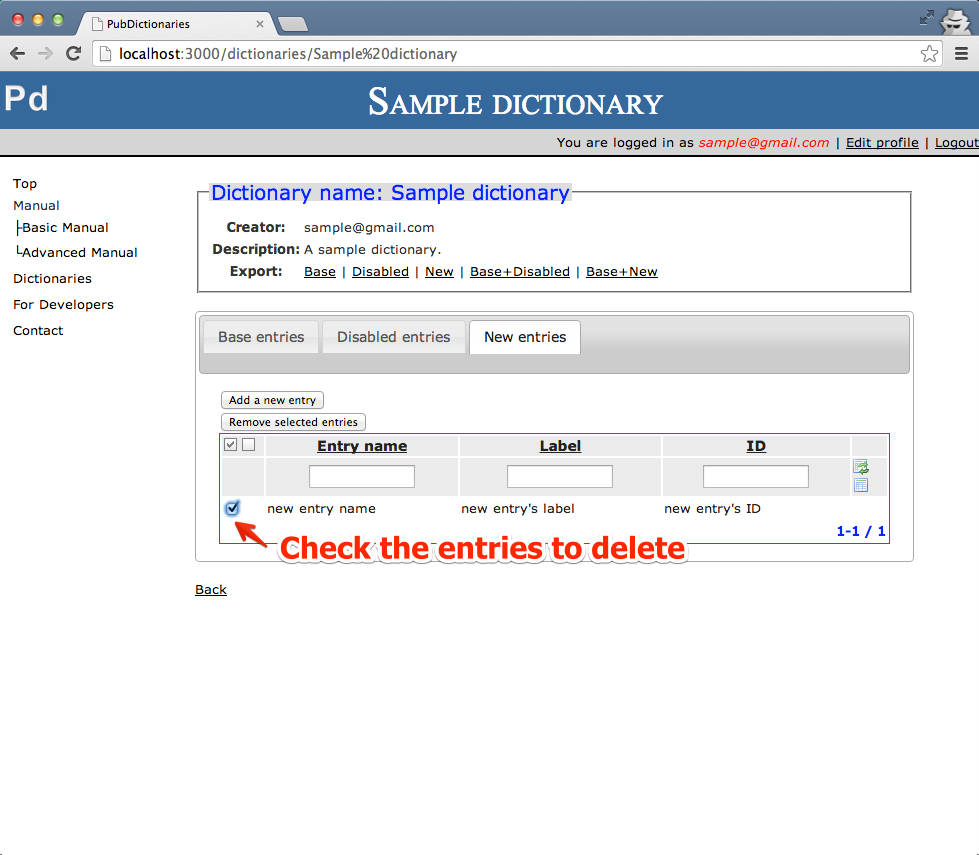 PubDictionaries
localhost:3000/dictionaries/Sample%20dictionary
Pd
Sample dictionary
You are logged in as sample@gmail.com | Edit profile | Logout
Top
Manual
├Basic Manual
└Advanced Manual
Dictionaries
For Developers
Contact
Dictionary name: Sample dictionary
Creator: sample@gmail.com
Description: A sample dictionary.
Export: Base | Disabled | New | Base+Disabled | Base+New
Base entries Disabled entries New entries
Add a new entry
Remove selected entries
Entry name Label ID
new entry name new entry's label new entry's ID
1-1 / 1
Check the entries to delete
Back